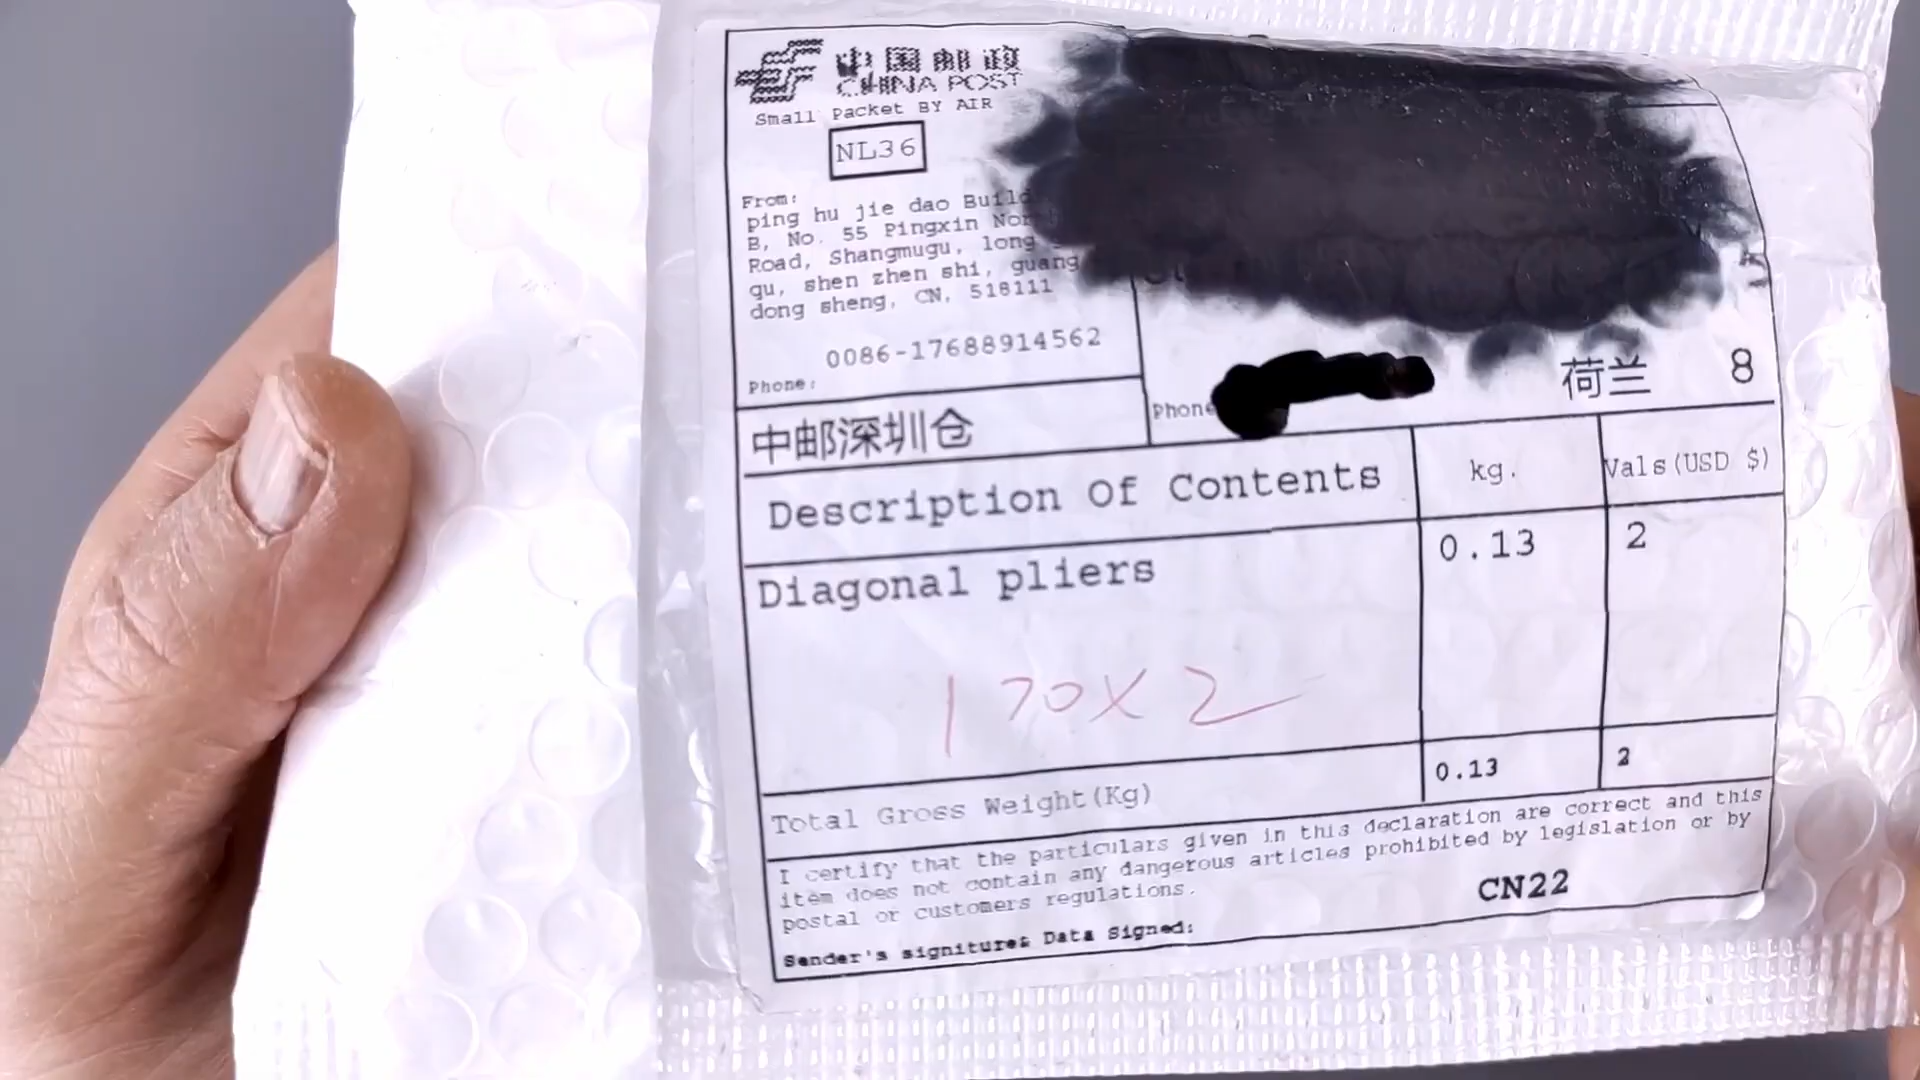 中国邮政
CHINA POST
Small Packet BY AIR
NL36
From:
ping hu jie dao Build
B, No. 55 Pingxin Nor
Road, Shangmugu, long
qu, shen zhen shi, guang
dong sheng, CN, 518111
0086-17688914562
Phone:
Phone
荷兰 8
中邮深圳仓
Description Of Contents kg. Vals(USD $)
Diagonal pliers 0.13 2
170X2
Total Gross Weight(Kg) 0.13 2
I certify that the particulars given in this declaration are correct and this
item does not contain any dangerous articles prohibited by legislation or by
postal or customers regulations.
Sender's signiture& Data Signed:
CN22